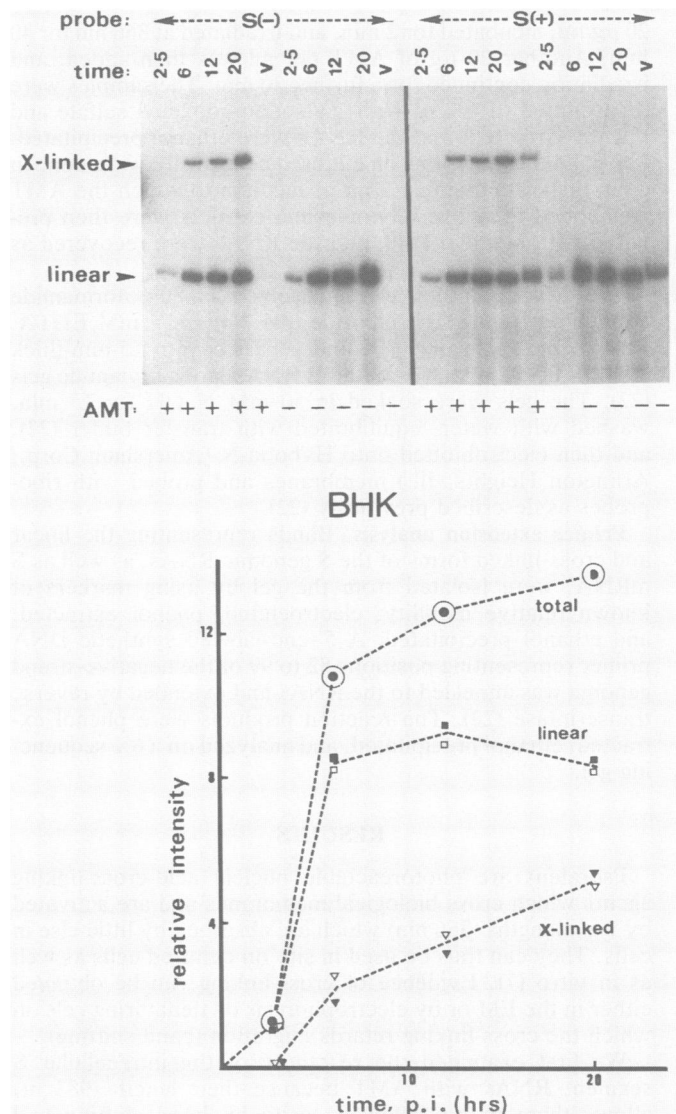 probe: S(-) S(+)
time: 2·5 6 12 20 V 2·5 6 12 20 V 2·5 6 12 20 V 2·5 6 12 20 V
X-linked
linear
AMT: + + + + + - - - - - + + + + + - - - - -
BHK
total
12
linear
8
relative intensity
4
X-linked
10 20
time, p.i. (hrs)